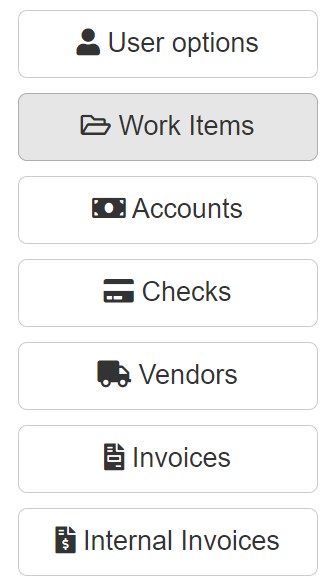 User options
Work Items
Accounts
Checks
Vendors
Invoices
Internal Invoices